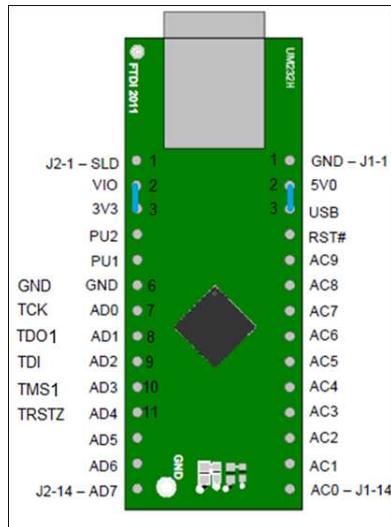 FTDI 2011
UM232H
J2-1 – SLD 1
1 GND – J1-1
VIO 2
2 5V0
3V3 3
3 USB
PU2
RST#
PU1
AC9
GND GND 6
AC8
TCK AD0 7
AC7
TDO1 AD1 8
AC6
TDI AD2 9
AC5
TMS1 AD3 10
AC4
TRSTZ AD4 11
AC3
AD5
AC2
AD6
AC1
GND
J2-14 – AD7
AC0 – J1-14